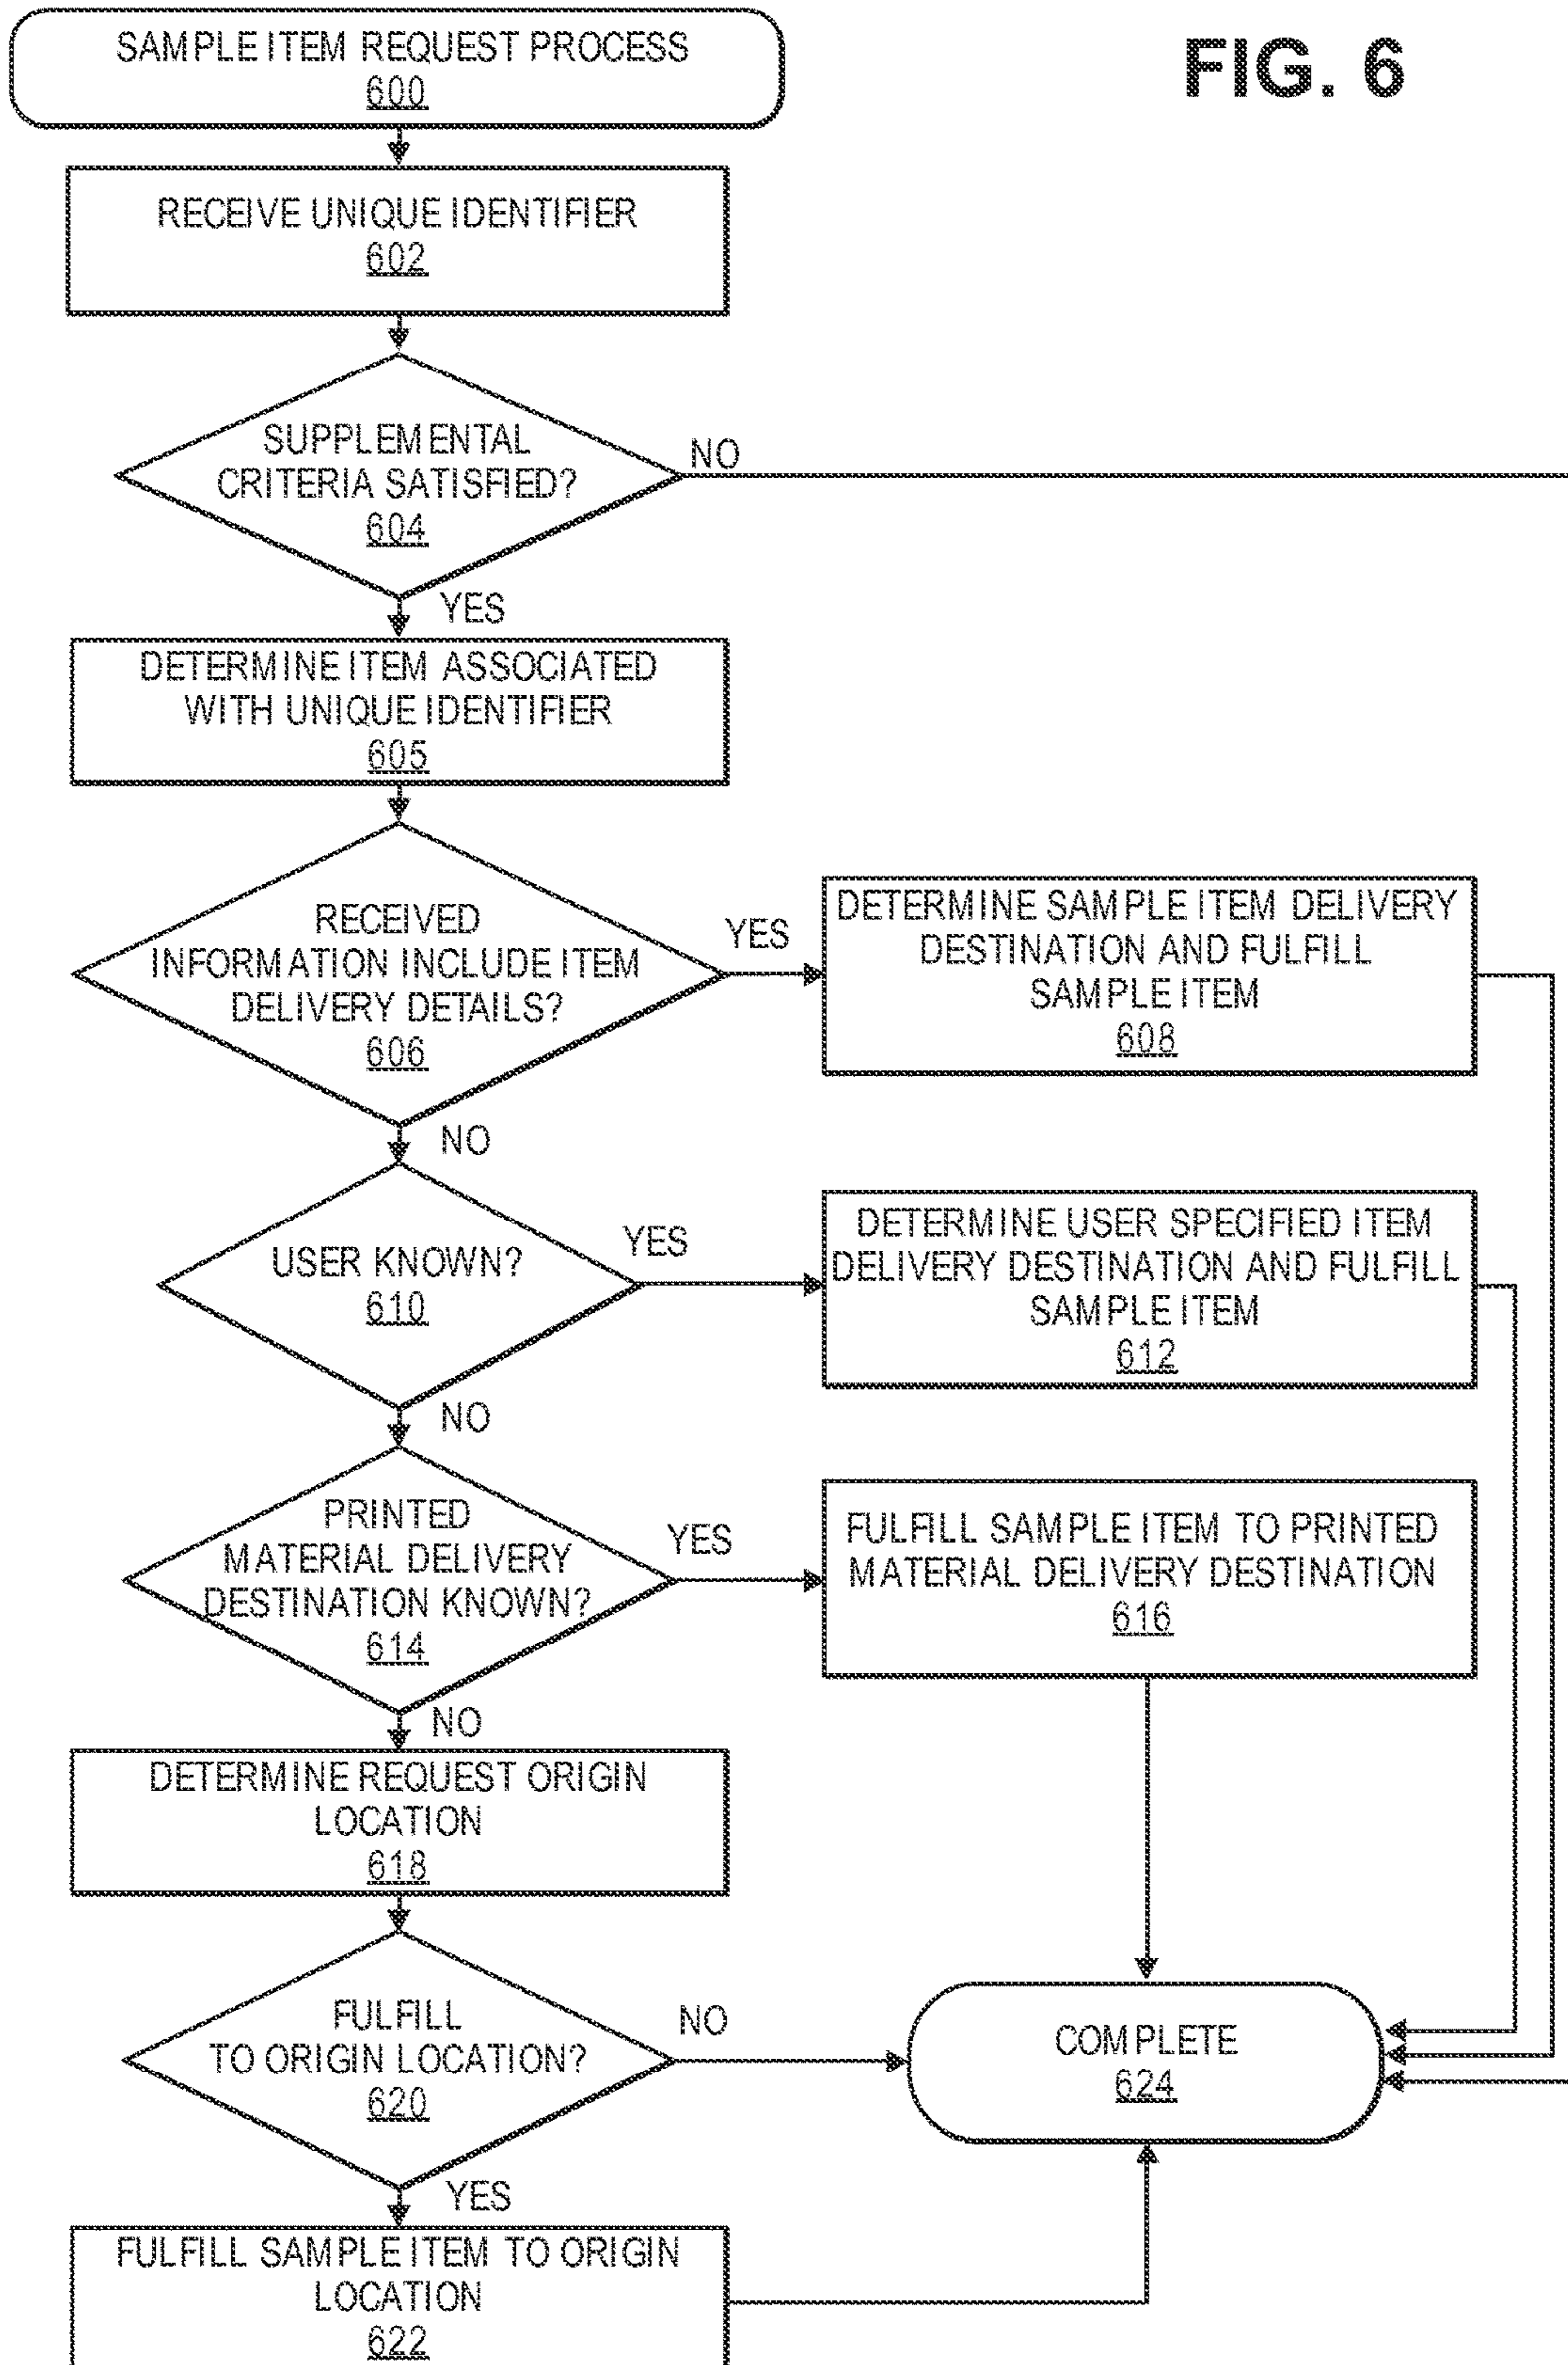 SAMPLE ITEM REQUEST PROCESS
600
FIG. 6
RECEIVE UNIQUE IDENTIFIER
602
SUPPLEMENTAL
CRITERIA SATISFIED?
604
NO
YES
DETERMINE ITEM ASSOCIATED
WITH UNIQUE IDENTIFIER
605
RECEIVED
INFORMATION INCLUDE ITEM
DELIVERY DETAILS?
606
YES
DETERMINE SAMPLE ITEM DELIVERY
DESTINATION AND FULFILL
SAMPLE ITEM
608
NO
USER KNOWN?
610
YES
DETERMINE USER SPECIFIED ITEM
DELIVERY DESTINATION AND FULFILL
SAMPLE ITEM
612
NO
PRINTED
MATERIAL DELIVERY
DESTINATION KNOWN?
614
YES
FULFILL SAMPLE ITEM TO PRINTED
MATERIAL DELIVERY DESTINATION
616
NO
DETERMINE REQUEST ORIGIN
LOCATION
618
FULFILL
TO ORIGIN LOCATION?
620
NO
COMPLETE
624
YES
FULFILL SAMPLE ITEM TO ORIGIN
LOCATION
622